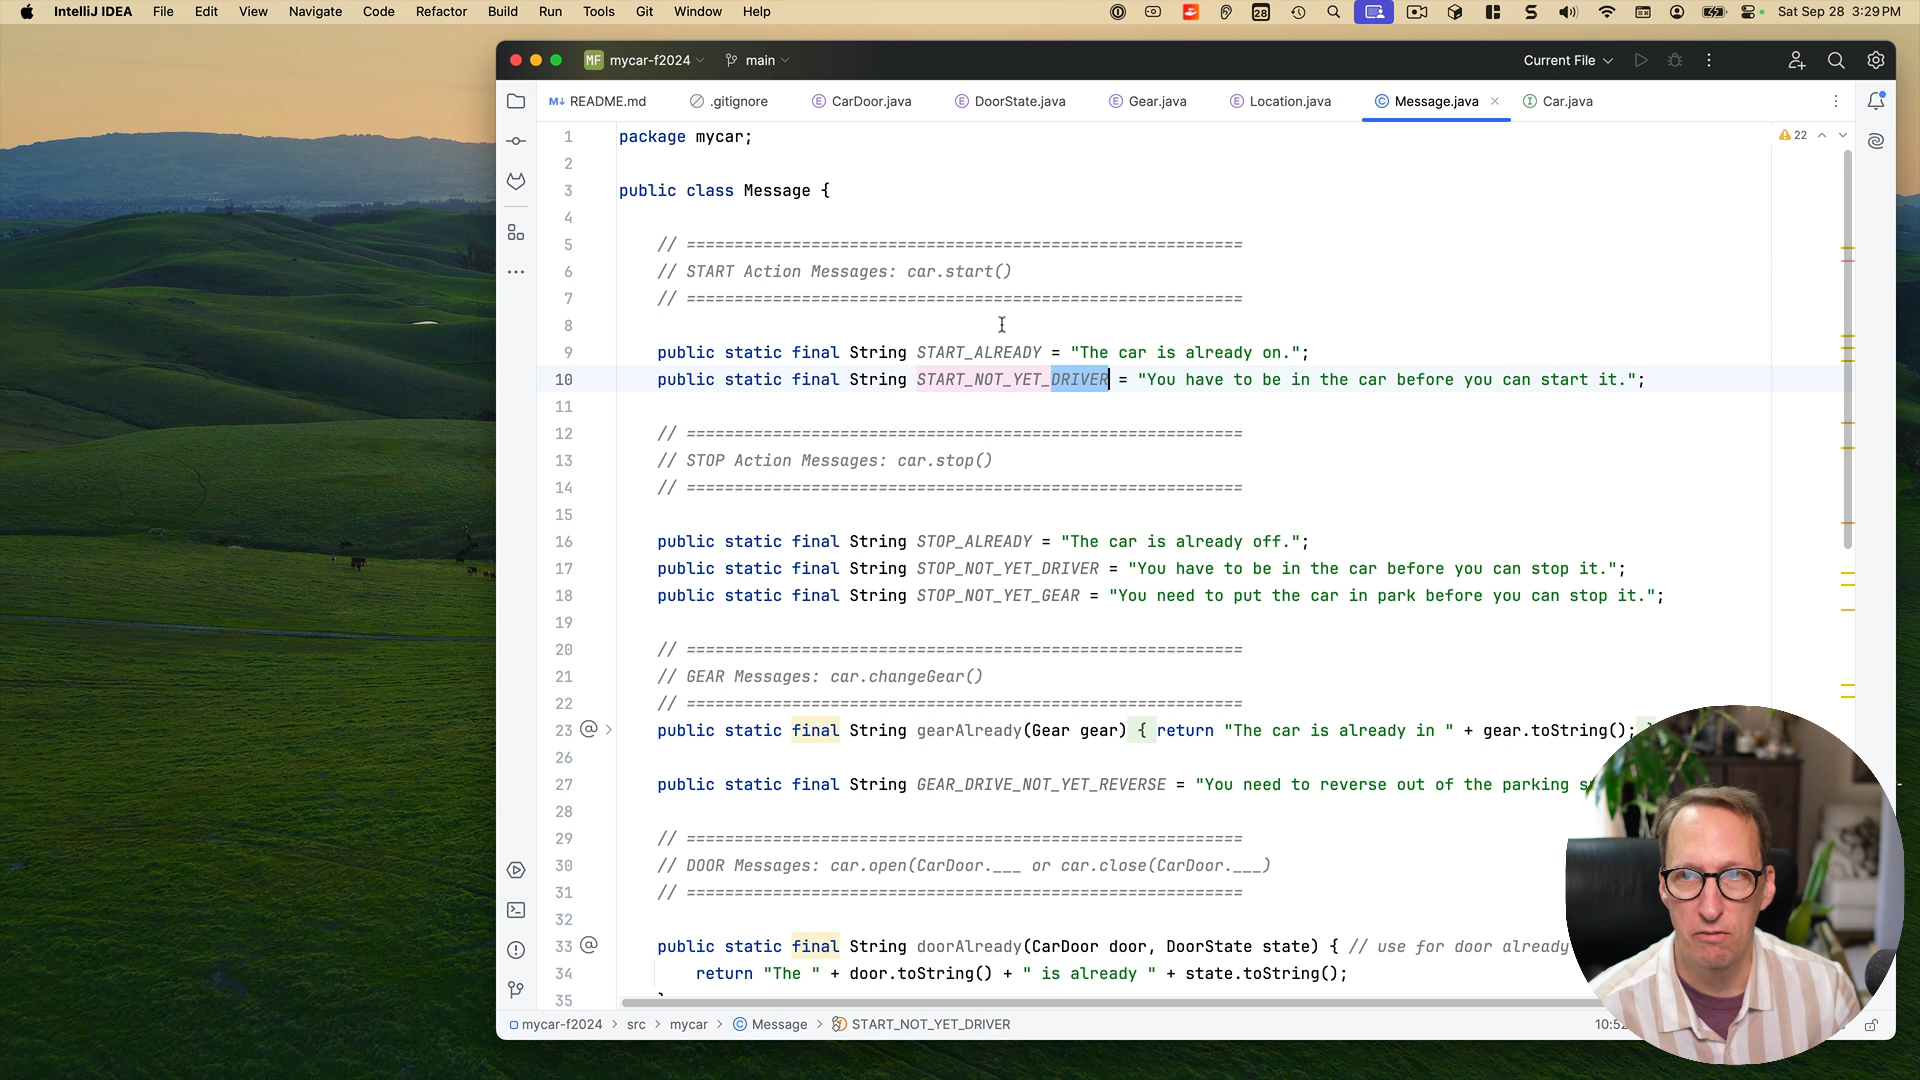 IntelliJ IDEA File Edit View Navigate Code Refactor Build Run Tools Git Window Help 28 Sat Sep 28 3:29 PM
MF mycar-f2024 main Current File
README.md .gitignore CarDoor.java DoorState.java Gear.java Location.java Message.java Car.java
22
1 package mycar;
2
3 public class Message {
4
5 // ==========================================================
6 // START Action Messages: car.start()
7 // ==========================================================
8
9 public static final String START_ALREADY = "The car is already on.";
10 public static final String START_NOT_YET_DRIVER = "You have to be in the car before you can start it.";
11
12 // ==========================================================
13 // STOP Action Messages: car.stop()
14 // ==========================================================
15
16 public static final String STOP_ALREADY = "The car is already off.";
17 public static final String STOP_NOT_YET_DRIVER = "You have to be in the car before you can stop it.";
18 public static final String STOP_NOT_YET_GEAR = "You need to put the car in park before you can stop it.";
19
20 // ==========================================================
21 // GEAR Messages: car.changeGear()
22 // ==========================================================
23 @ public static final String gearAlready(Gear gear) { return "The car is already in " + gear.toString();
26
27 public static final String GEAR_DRIVE_NOT_YET_REVERSE = "You need to reverse out of the parking
28
29 // ==========================================================
30 // DOOR Messages: car.open(CarDoor.___ or car.close(CarDoor.___)
31 // ==========================================================
32
33 @ public static final String doorAlready(CarDoor door, DoorState state) { // use for door already
34 return "The " + door.toString() + " is already " + state.toString();
35
mycar-f2024 > src > mycar > Message > START_NOT_YET_DRIVER 10:52